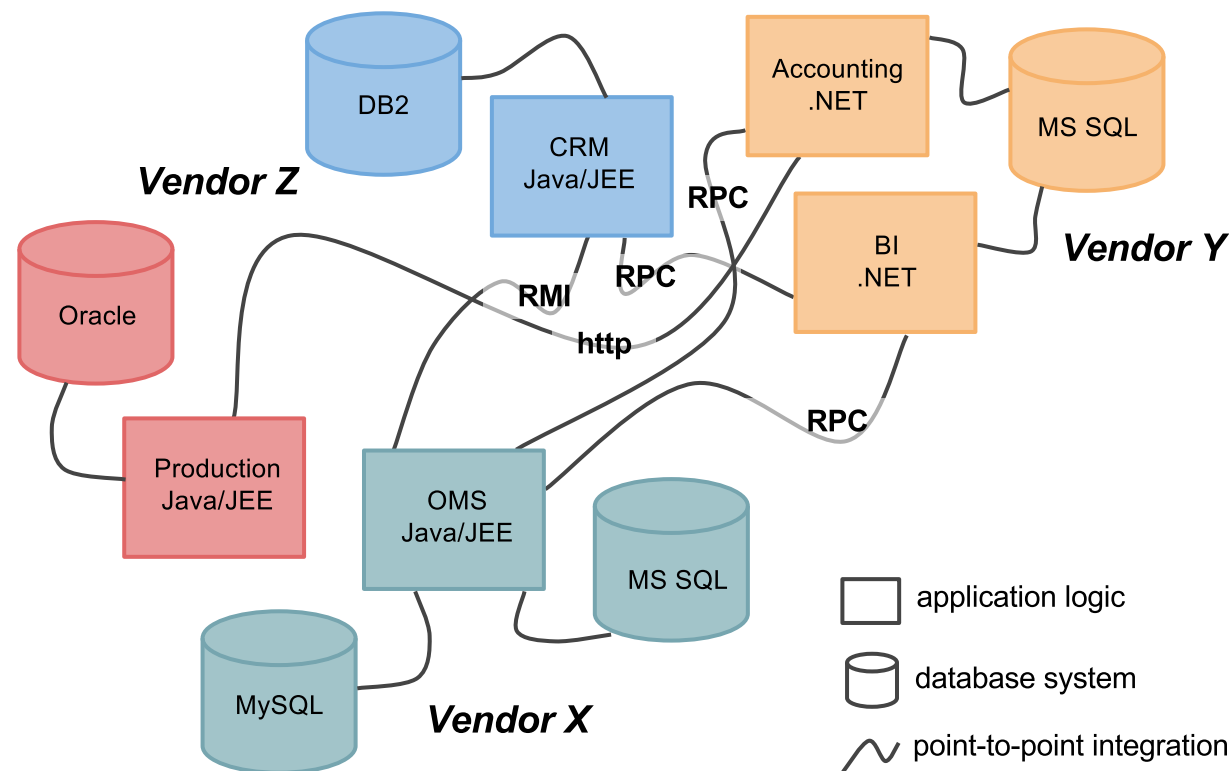 DB2
CRM
Java/JEE
Accounting
.NET
MS SQL
Vendor Z
RPC
BI
.NET
Vendor Y
Oracle
RMI
RPC
http
RPC
Production
Java/JEE
OMS
Java/JEE
MS SQL
MySQL
Vendor X
application logic
database system
point-to-point integration